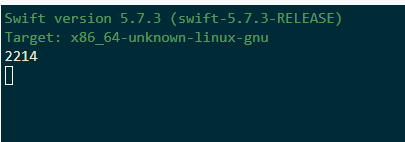 Swift version 5.7.3 (swift-5.7.3-RELEASE)
Target: x86_64-unknown-linux-gnu
2214